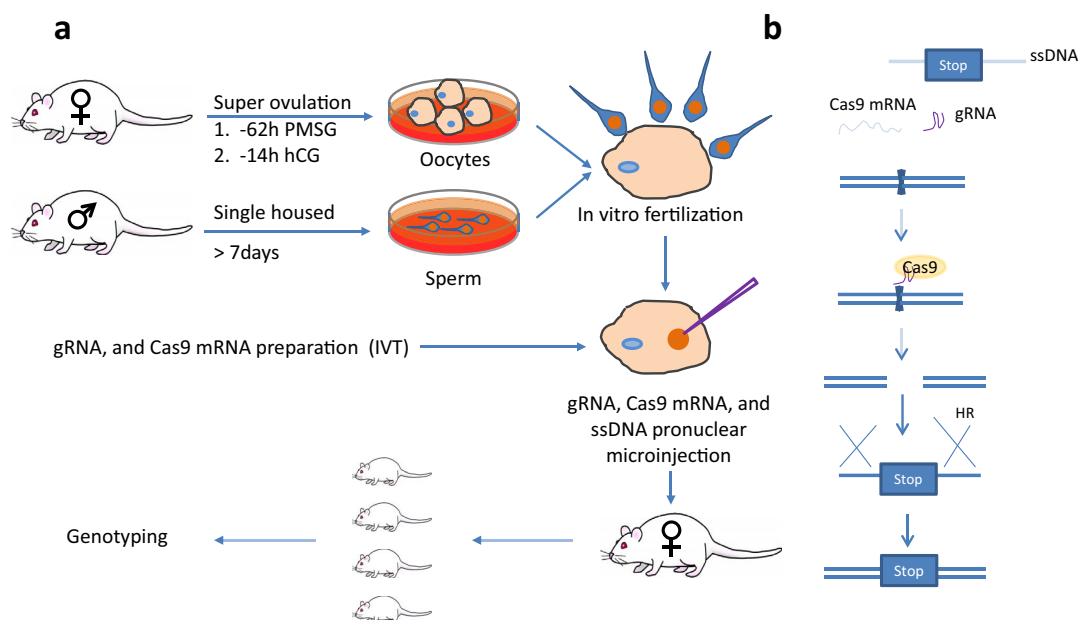 a
Super ovulation
1. -62h PMSG
2. -14h hCG
Oocytes
Single housed
> 7days
Sperm
In vitro fertilization
gRNA, and Cas9 mRNA preparation (IVT)
gRNA, Cas9 mRNA, and
ssDNA pronuclear
microinjection
Genotyping
b
Stop
ssDNA
Cas9 mRNA
gRNA
Cas9
HR
Stop
Stop